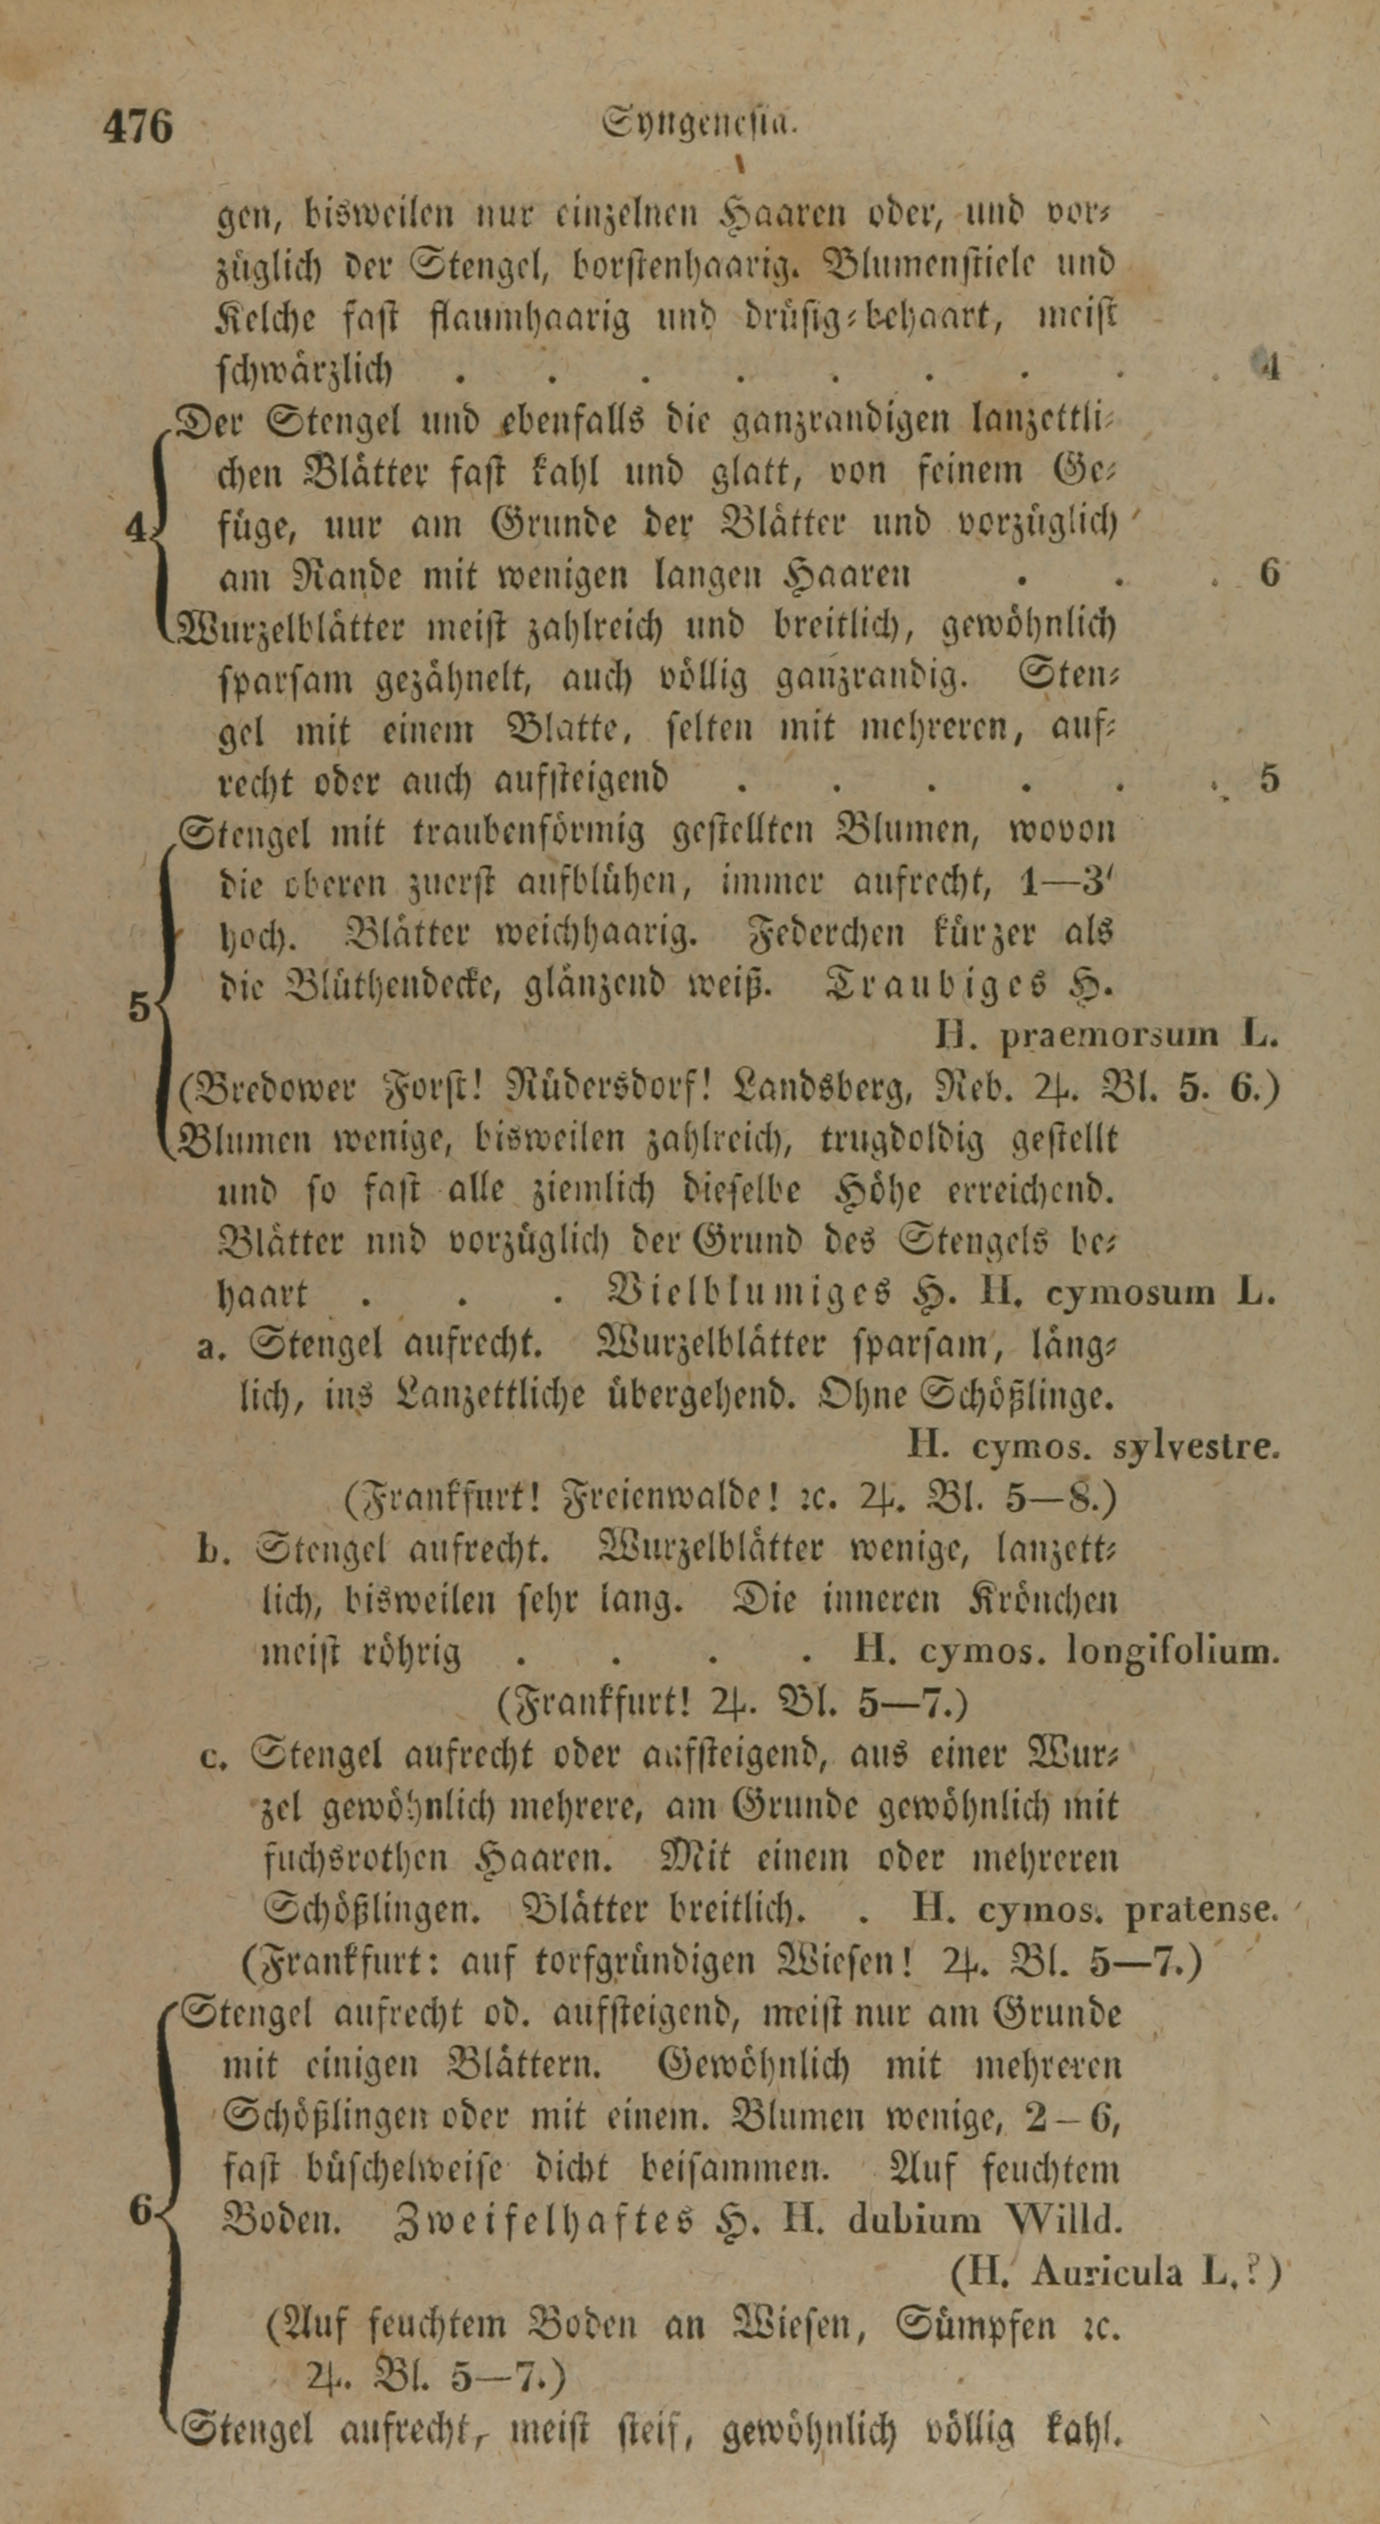 476 Syngenesia.
gen, bisweilen nur einzelnen Haaren oder, und vor⸗
züglich der Stengel, borstenhaarig. Blumenstiele und
Kelche fast flaumhaarig und drüsig⸗behaart, meist
schwärzlich . . . . . . . . . 4
Der Stengel und ebenfalls die ganzrandigen lanzettli⸗
chen Blätter fast kahl und glatt, von feinem Ge⸗
4 füge, nur am Grunde der Blätter und vorzüglich
am Rande mit wenigen langen Haaren . . . 6
Wurzelblätter meist zahlreich und breitlich, gewöhnlich
sparsam gezähnelt, auch völlig ganzrandig. Sten⸗
gel mit einem Blatte, selten mit mehreren, auf⸗
recht oder auch aufsteigend . . . . . . 5
Stengel mit traubenförmig gestellten Blumen, wovon
die oberen zuerst aufblühen, immer aufrecht, 1—3'
hoch. Blätter weichhaarig. Federchen kürzer als
5 die Blüthendecke, glänzend weiß. Traubiges H.
H. praemorsum L.
(Bredower Forst! Rüdersdorf! Landsberg, Reb. ♃. Bl. 5. 6.)
Blumen wenige, bisweilen zahlreich, trugdoldig gestellt
und so fast alle ziemlich dieselbe Höhe erreichend.
Blätter und vorzüglich der Grund des Stengels be⸗
haart . . . Vielblumiges H. H. cymosum L.
a. Stengel aufrecht. Wurzelblätter sparsam, läng⸗
lich, ins Lanzettliche übergehend. Ohne Schößlinge.
H. cymos. sylvestre.
(Frankfurt! Freienwalde! ꝛc. ♃. Bl. 5—8.)
b. Stengel aufrecht. Wurzelblätter wenige, lanzett⸗
lich, bisweilen sehr lang. Die inneren Krönchen
meist röhrig . . . . H. cymos. longifolium.
(Frankfurt! ♃. Bl. 5—7.)
c. Stengel aufrecht oder aufsteigend, aus einer Wur⸗
zel gewöhnlich mehrere, am Grunde gewöhnlich mit
fuchsrothen Haaren. Mit einem oder mehreren
Schößlingen. Blätter breitlich. . H. cymos. pratense.
(Frankfurt: auf torfgründigen Wiesen! ♃. Bl. 5—7.)
Stengel aufrecht od. aufsteigend, meist nur am Grunde
mit einigen Blättern. Gewöhnlich mit mehreren
Schößlingen oder mit einem. Blumen wenige, 2—6,
fast büschelweise dicht beisammen. Auf feuchtem
6 Boden. Zweifelhaftes H. H. dubium Willd.
(H. Auricula L.?)
(Auf feuchtem Boden an Wiesen, Sümpfen ꝛc.
♃. Bl. 5—7.)
Stengel aufrecht, meist steif, gewöhnlich völlig kahl.